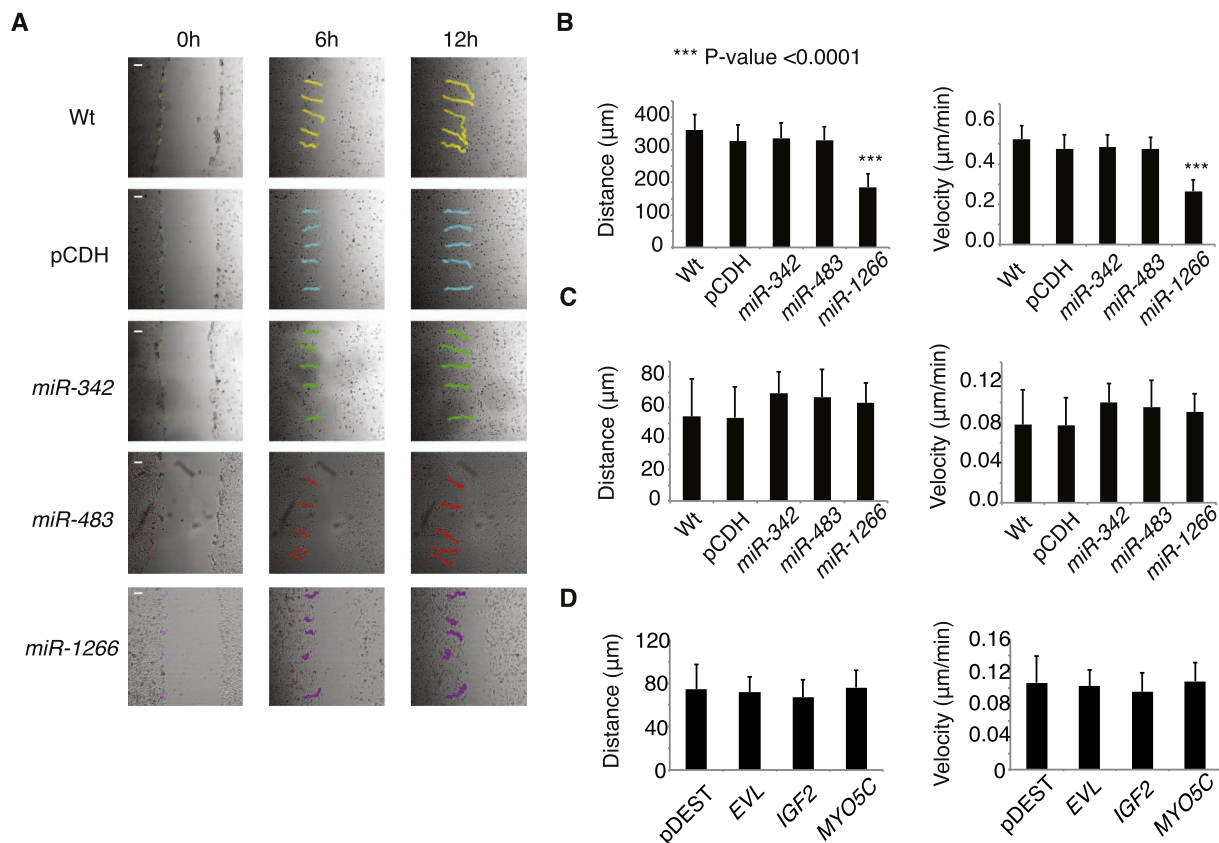 A
0h
6h
12h
Wt
pCDH
miR-342
miR-483
miR-1266
B
*** P-value <0.0001
Distance (µm)
400
300
200
100
0
***
Wt
pCDH
miR-342
miR-483
miR-1266
Velocity (µm/min)
0.6
0.4
0.2
0.0
***
Wt
pCDH
miR-342
miR-483
miR-1266
C
Distance (µm)
80
60
40
20
0
Wt
pCDH
miR-342
miR-483
miR-1266
Velocity (µm/min)
0.12
0.08
0.04
0.0
Wt
pCDH
miR-342
miR-483
miR-1266
D
Distance (µm)
120
80
40
0
pDEST
EVL
IGF2
MYO5C
Velocity (µm/min)
0.16
0.12
0.08
0.04
0
pDEST
EVL
IGF2
MYO5C